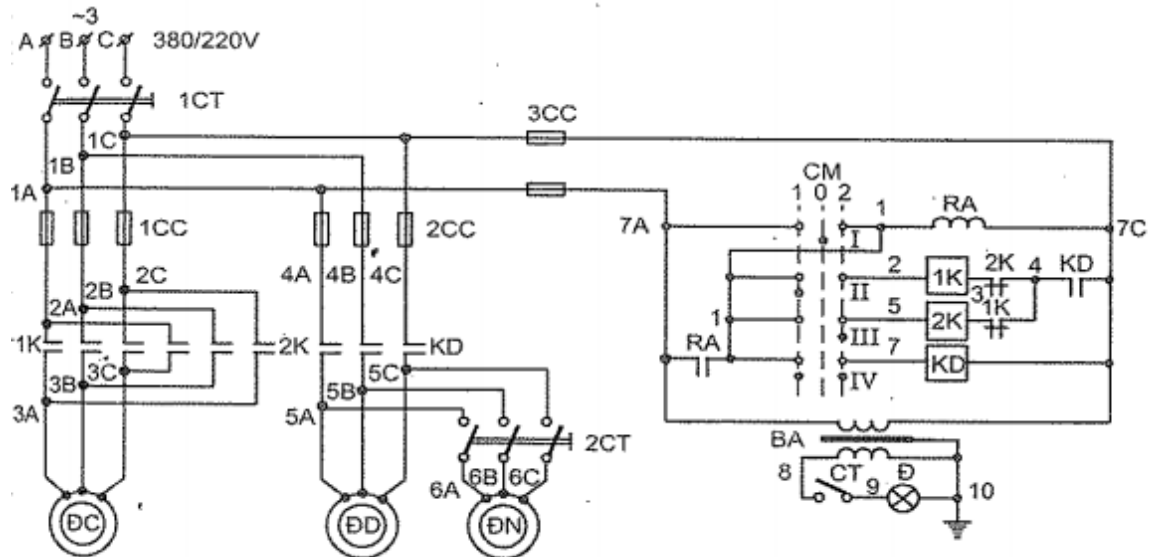 ~3
A B C 380/220V
1CT
3CC
1C
1B
1A
CM
1 0 2 1 RA
7A 7C
I
1CC 2CC
4A 4B 4C
2C
2B
2A
2 1K 2K 4 KD
II 3
5 2K 1K
1 III
RA
7 KD
IV
1K 2K KD
3C
3B
3A
5C
5B
5A
2CT
6A 6B 6C
BA
8 CT 9 Đ 10
ĐC ĐD ĐN